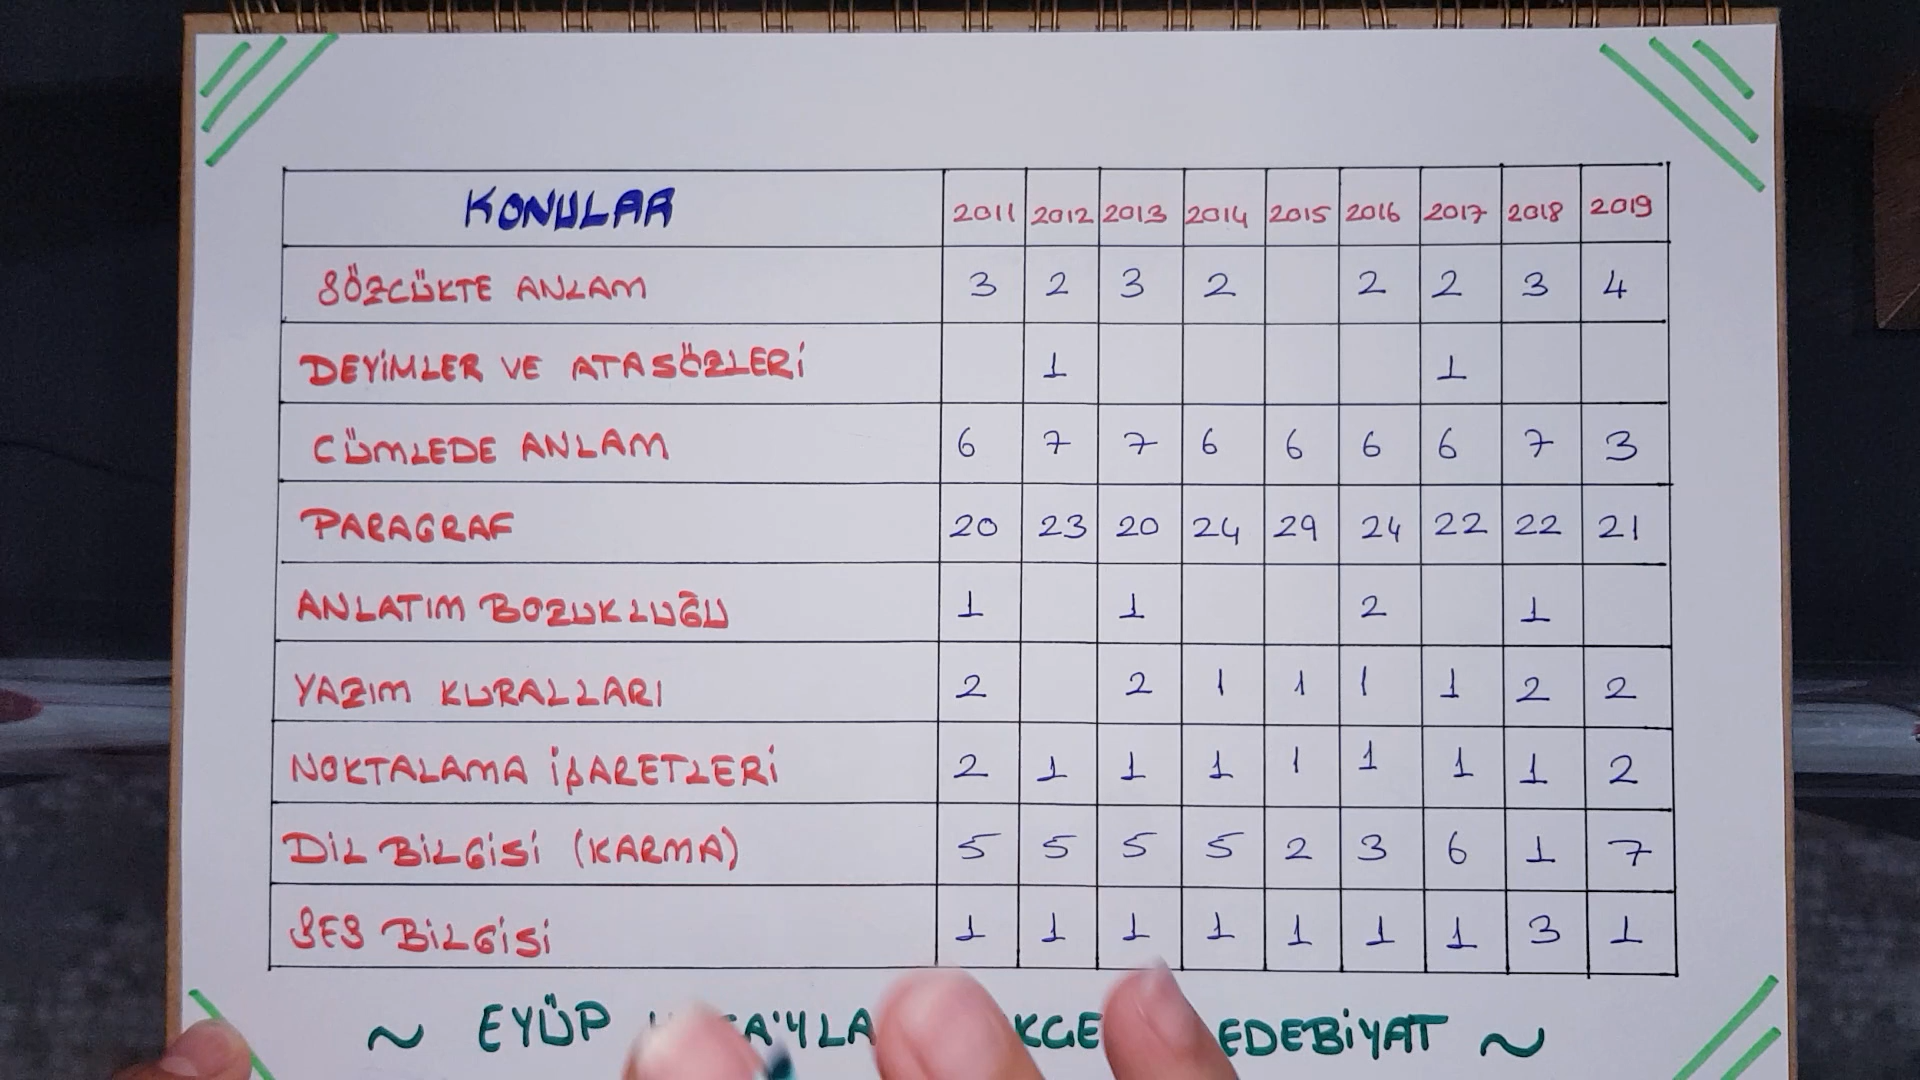 KONULAR 2011 2012 2013 2014 2015 2016 2017 2018 2019
SÖZCÜKTE ANLAM 3 2 3 2 2 2 3 4
DEYİMLER VE ATASÖZLERİ 1 1
CÜMLEDE ANLAM 6 7 7 6 6 6 6 7 3
PARAGRAF 20 23 20 24 29 24 22 22 21
ANLATIM BOZUKLUĞU 1 1 2 1
YAZIM KURALLARI 2 2 1 1 1 1 2 2
NOKTALAMA İŞARETLERİ 2 1 1 1 1 1 1 1 2
DİL BİLGİSİ (KARMA) 5 5 5 5 2 3 6 1 7
SES BİLGİSİ 1 1 1 1 1 1 1 3 1
~ EYÜP EDEBİYAT ~